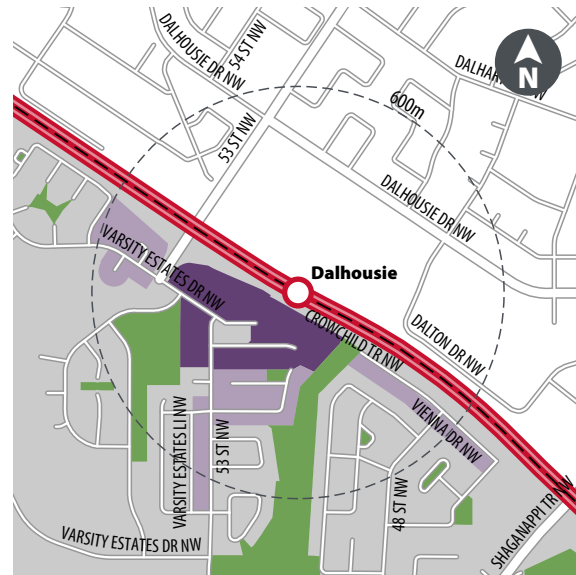 DALHOUSIE DR NW
54 ST NW
53 ST NW
600m
N
DALHOUSIE DR NW
VARSITY ESTATES DR NW
Dalhousie
CROWCHILD TR NW
DALTON DR NW
VIENNA DR NW
VARSITY ESTATES LI NW
53 ST NW
48 ST NW
VARSITY ESTATES DR NW
SHAGANAPPI TR NW